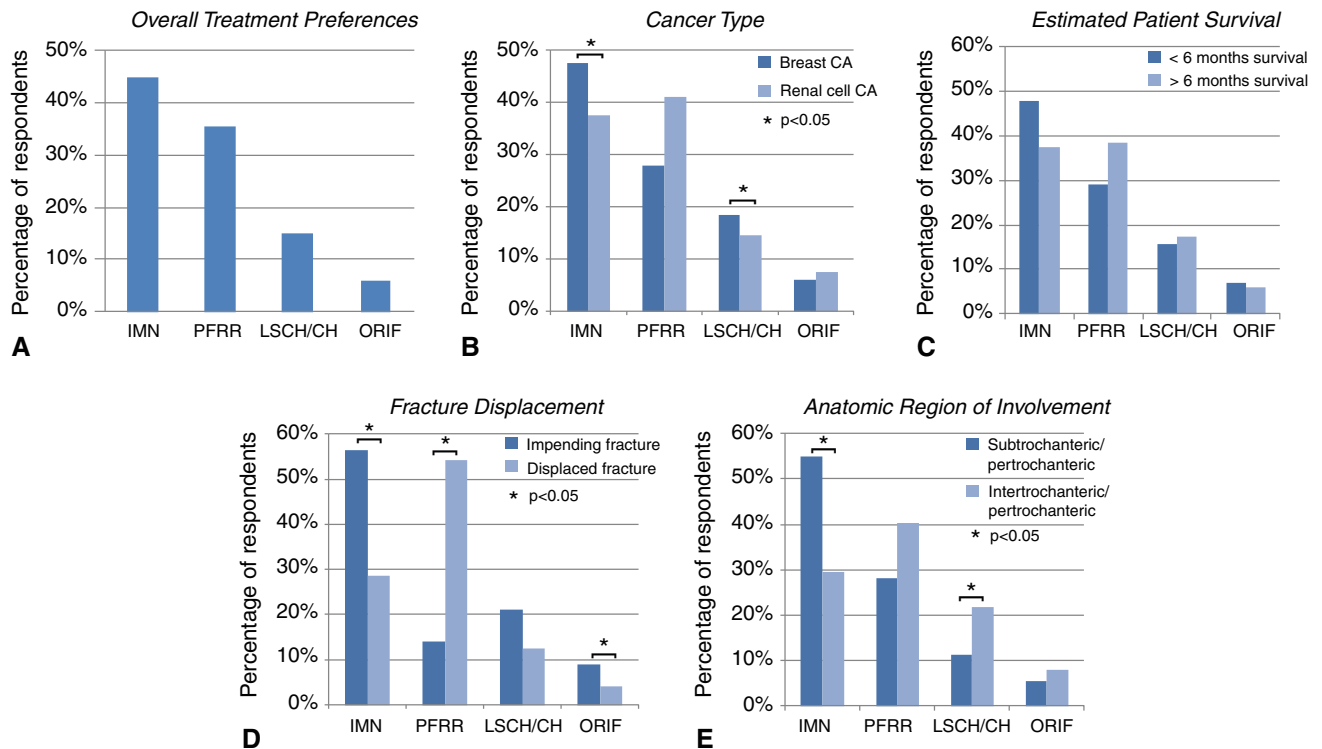 Overall Treatment Preferences
A
Percentage of respondents
50%
40%
30%
20%
10%
0%
IMN PFRR LSCH/CH ORIF
Cancer Type
B
Percentage of respondents
50%
40%
30%
20%
10%
0%
*
*
Breast CA
Renal cell CA
* p<0.05
IMN PFRR LSCH/CH ORIF
Estimated Patient Survival
C
Percentage of respondents
60%
50%
40%
30%
20%
10%
0%
< 6 months survival
> 6 months survival
IMN PFRR LSCH/CH ORIF
Fracture Displacement
D
Percentage of respondents
60%
50%
40%
30%
20%
10%
0%
*
*
*
Impending fracture
Displaced fracture
* p<0.05
IMN PFRR LSCH/CH ORIF
Anatomic Region of Involvement
E
Percentage of respondents
60%
50%
40%
30%
20%
10%
0%
*
*
Subtrochanteric/
pertrochanteric
Intertrochanteric/
pertrochanteric
* p<0.05
IMN PFRR LSCH/CH ORIF